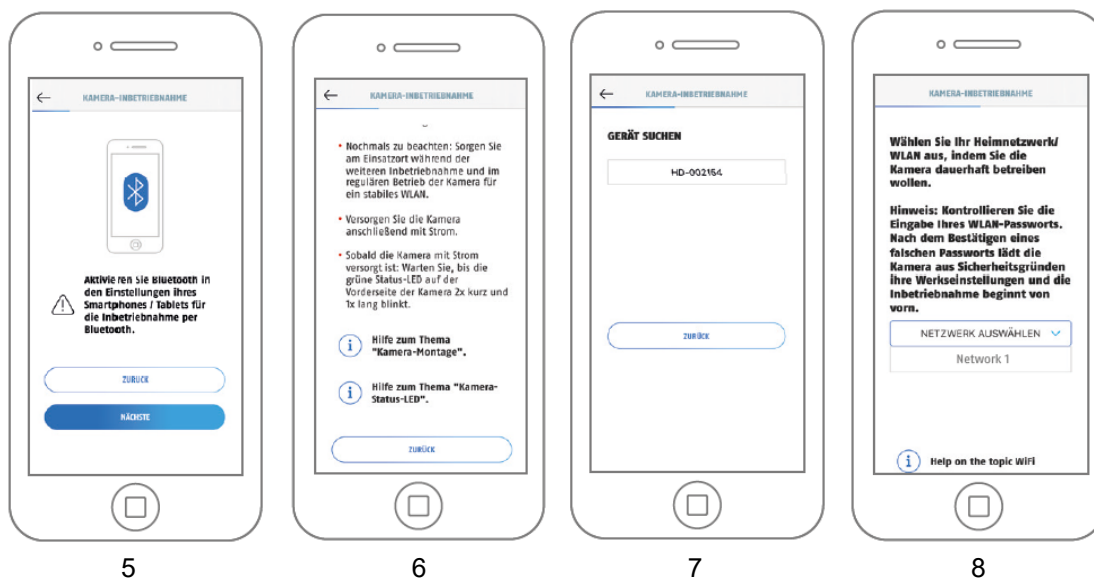 KAMERA-INBETRIEBNAHME
Aktivieren Sie Bluetooth in
den Einstellungen ihres
Smartphones / Tablets für
die Inbetriebnahme per
Bluetooth.
ZURÜCK
NÄCHSTE
5
KAMERA-INBETRIEBNAHME
• Nochmals zu beachten: Sorgen Sie
am Einsatzort während der
weiteren Inbetriebnahme und im
regulären Betrieb der Kamera für
ein stabiles WLAN.
• Versorgen Sie die Kamera
anschließend mit Strom.
• Sobald die Kamera mit Strom
versorgt ist: Warten Sie, bis die
grüne Status-LED auf der
Vorderseite der Kamera 2x kurz und
1x lang blinkt.
Hilfe zum Thema
"Kamera-Montage".
Hilfe zum Thema "Kamera-
Status-LED".
ZURÜCK
6
KAMERA-INBETRIEBNAHME
GERÄT SUCHEN
HD-002154
ZURÜCK
7
KAMERA-INBETRIEBNAHME
Wählen Sie Ihr Heimnetzwerk/
WLAN aus, indem Sie die
Kamera dauerhaft betreiben
wollen.
Hinweis: Kontrollieren Sie die
Eingabe Ihres WLAN-Passworts.
Nach dem Bestätigen eines
falschen Passworts lädt die
Kamera aus Sicherheitsgründen
ihre Werkseinstellungen und die
Inbetriebnahme beginnt von
vorn.
NETZWERK AUSWÄHLEN
Network 1
Help on the topic WiFi
8